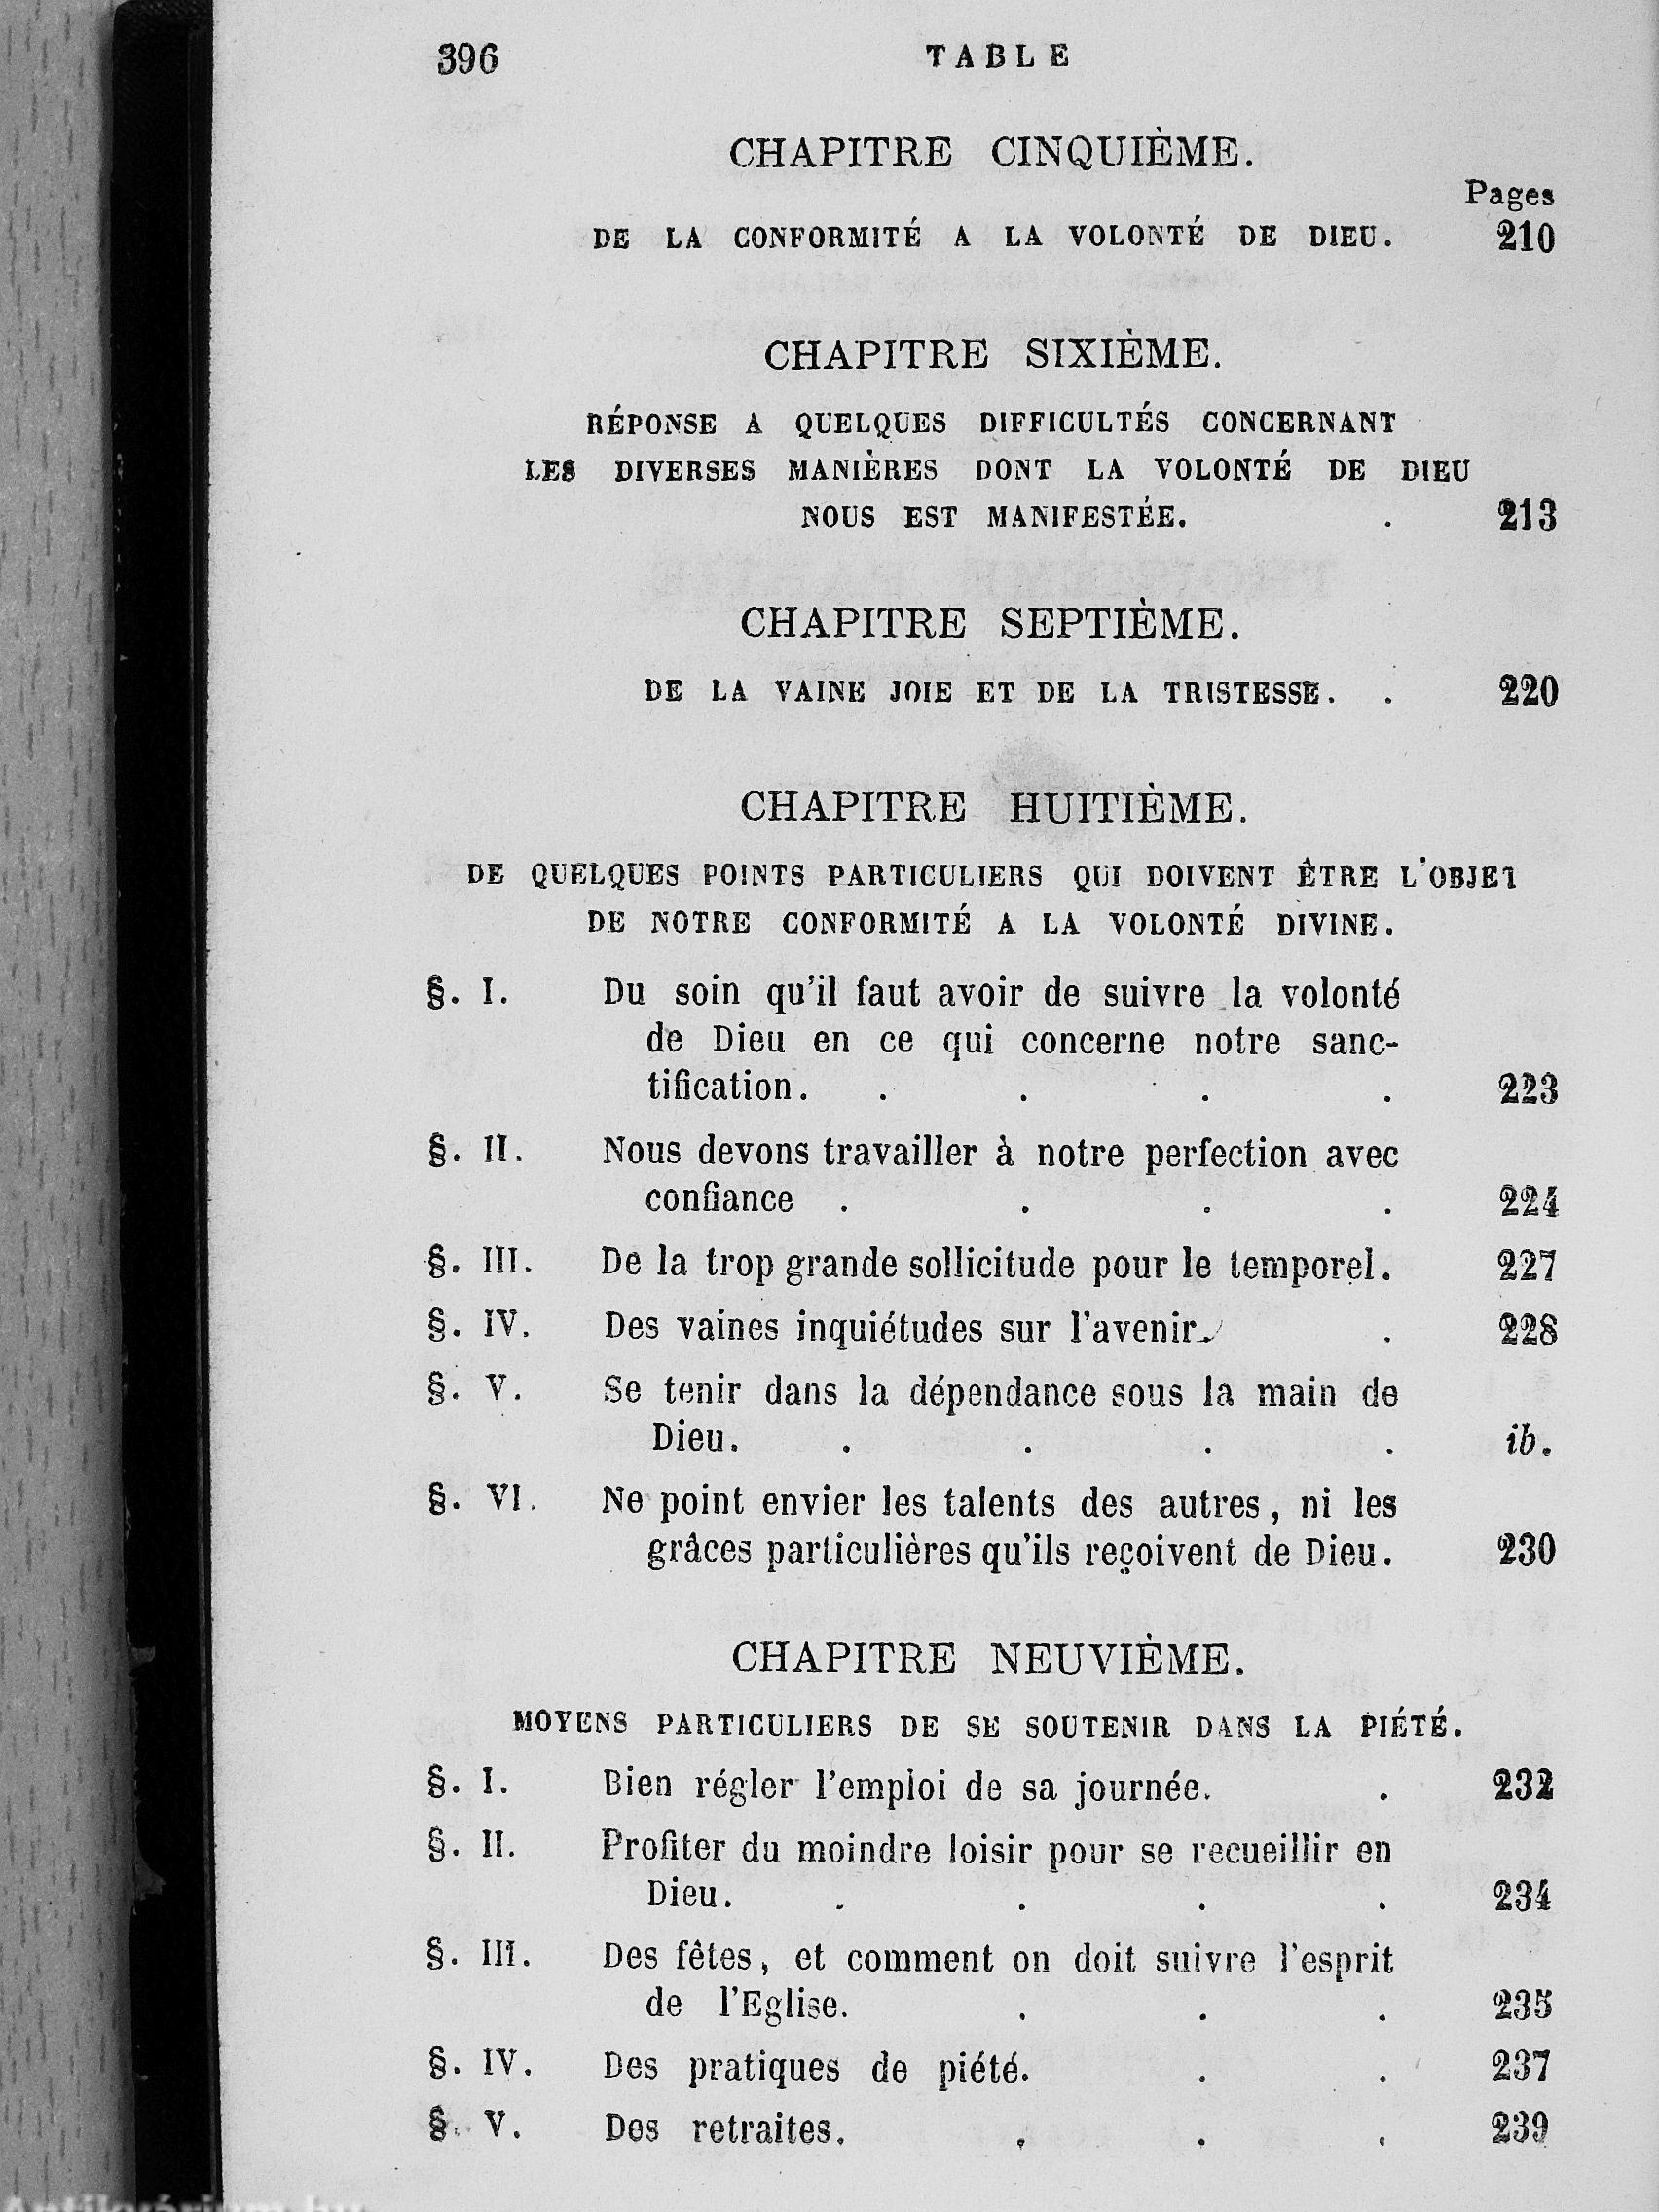 396 TABLE
CHAPITRE CINQUIÈME.
Pages
DE LA CONFORMITÉ A LA VOLONTÉ DE DIEU. 210
CHAPITRE SIXIÈME.
RÉPONSE A QUELQUES DIFFICULTÉS CONCERNANT
LES DIVERSES MANIÈRES DONT LA VOLONTÉ DE DIEU
NOUS EST MANIFESTÉE. . 213
CHAPITRE SEPTIÈME.
DE LA VAINE JOIE ET DE LA TRISTESSE. . 220
CHAPITRE HUITIÈME.
DE QUELQUES POINTS PARTICULIERS QUI DOIVENT ÊTRE L'OBJET
DE NOTRE CONFORMITÉ A LA VOLONTÉ DIVINE.
§. I. Du soin qu'il faut avoir de suivre la volonté
de Dieu en ce qui concerne notre sanc-
tification. . . . . 223
§. II. Nous devons travailler à notre perfection avec
confiance . . . . 224
§. III. De la trop grande sollicitude pour le temporel. 227
§. IV. Des vaines inquiétudes sur l'avenir. . 228
§. V. Se tenir dans la dépendance sous la main de
Dieu. . . . . ib.
§. VI. Ne point envier les talents des autres, ni les
grâces particulières qu'ils reçoivent de Dieu. 230
CHAPITRE NEUVIÈME.
MOYENS PARTICULIERS DE SE SOUTENIR DANS LA PIÉTÉ.
§. I. Bien régler l'emploi de sa journée. . 232
§. II. Profiter du moindre loisir pour se recueillir en
Dieu. . . . . 234
§. III. Des fêtes, et comment on doit suivre l'esprit
de l'Eglise. . . . 235
§. IV. Des pratiques de piété. . . 237
§. V. Des retraites. . . . 239